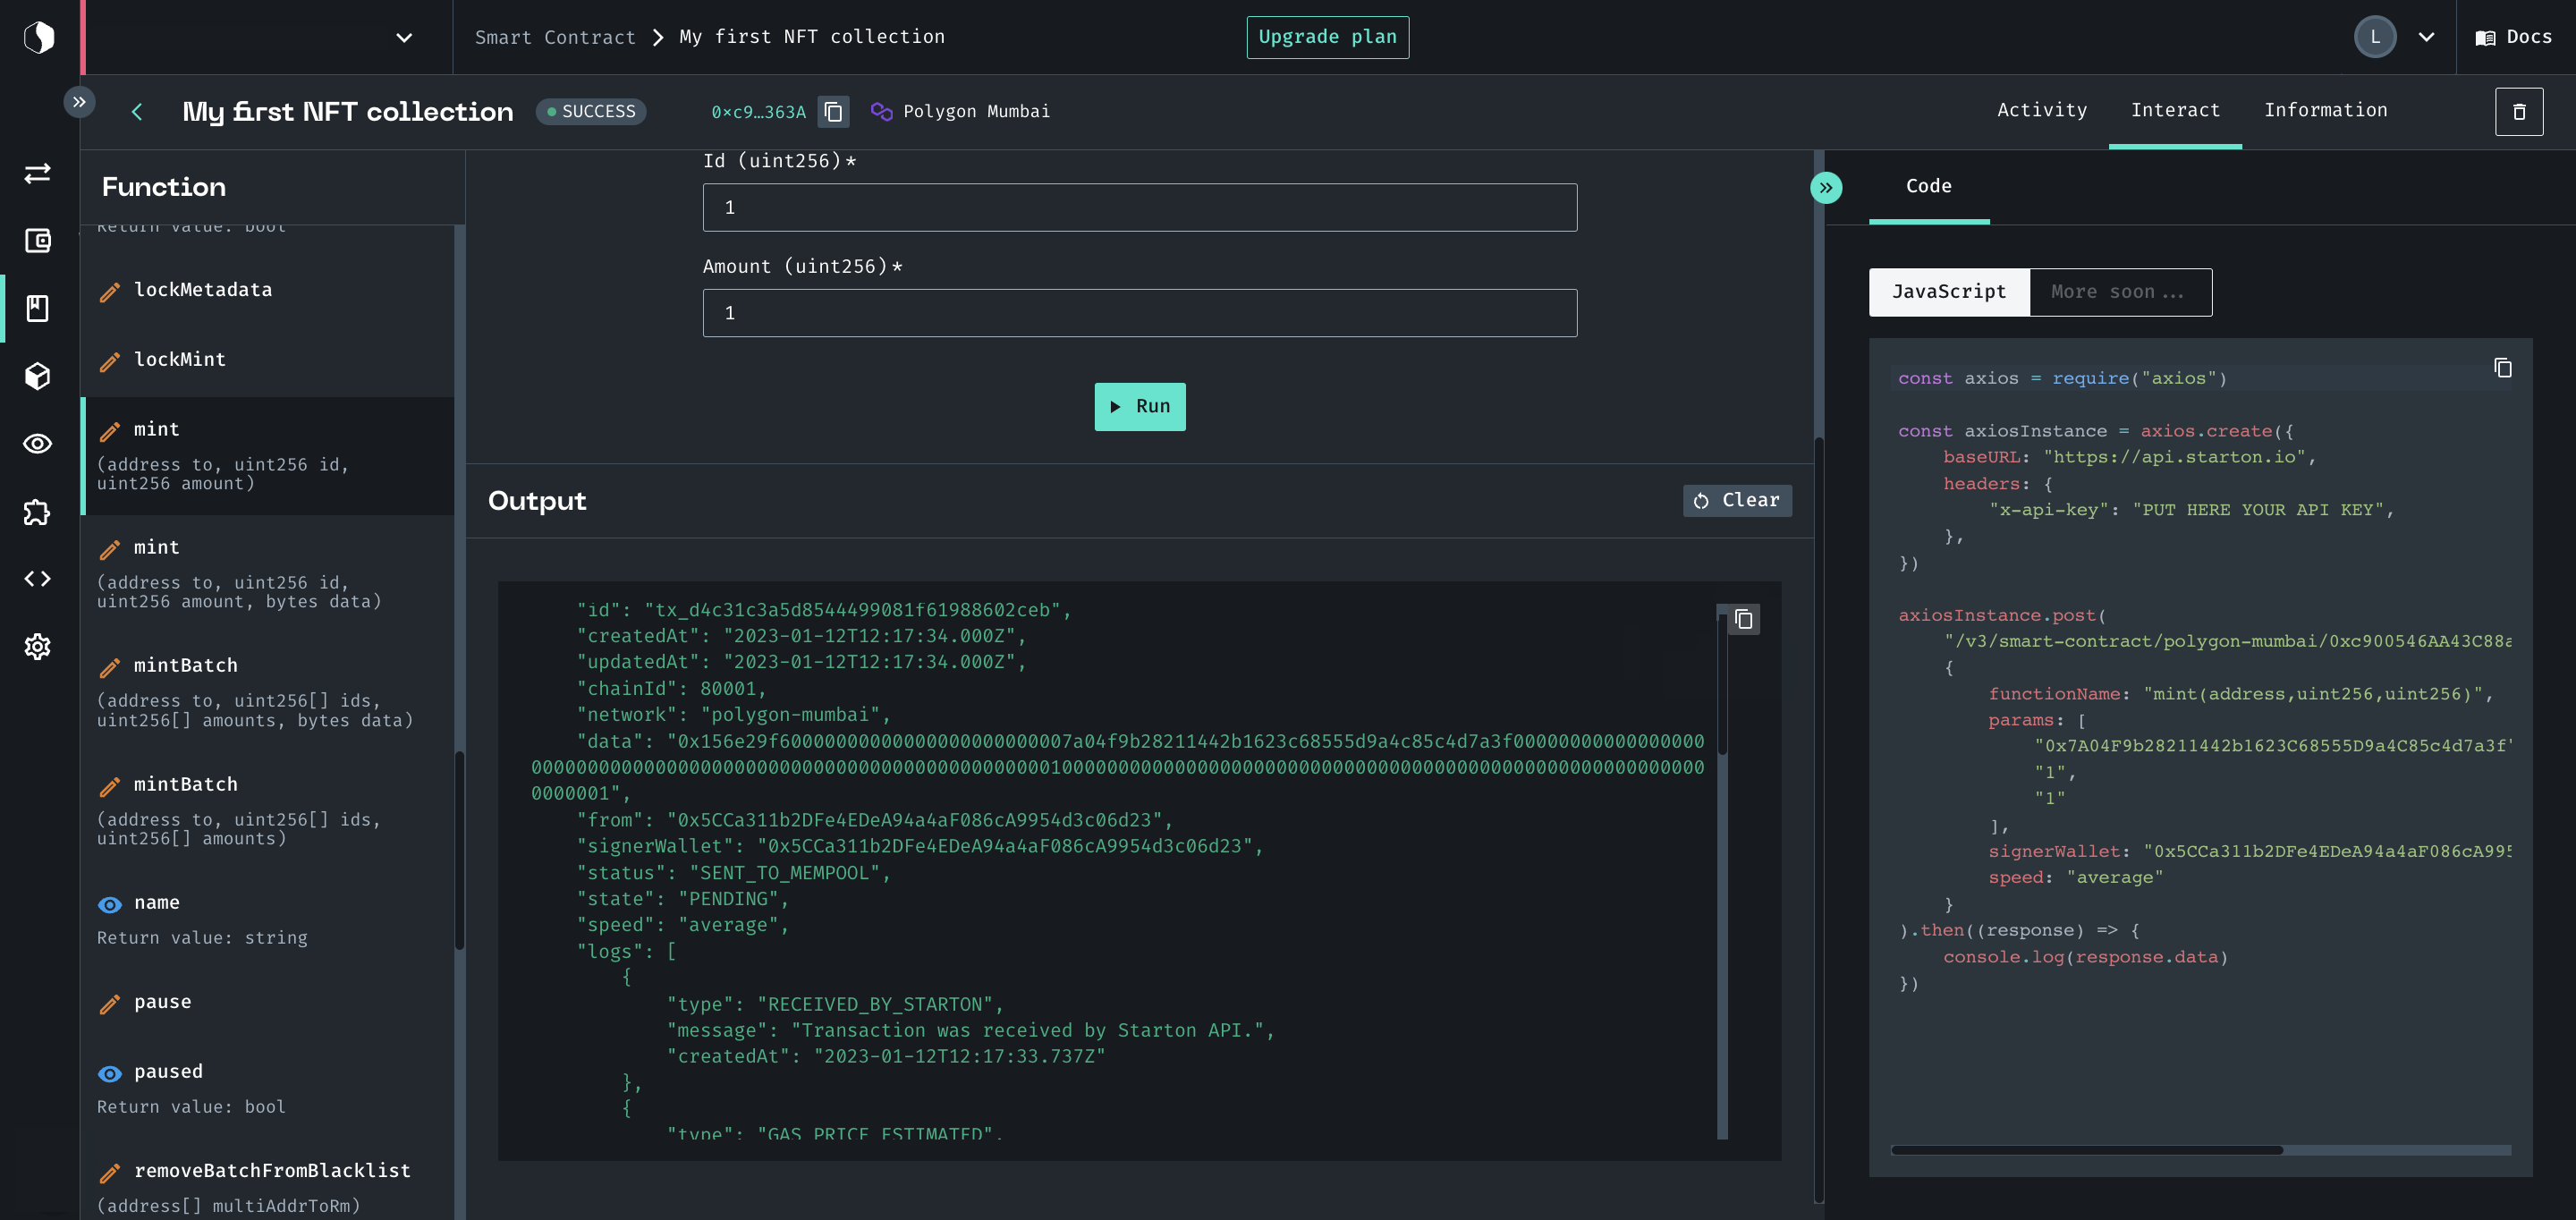 Smart Contract
My first NFT collection
Upgrade plan
L
Docs
My first NFT collection
SUCCESS
0xc9…363A
Polygon Mumbai
Activity
Interact
Information
Function
Return value: bool
lockMetadata
lockMint
mint
(address to, uint256 id,
uint256 amount)
mint
(address to, uint256 id,
uint256 amount, bytes data)
mintBatch
(address to, uint256[] ids,
uint256[] amounts, bytes data)
mintBatch
(address to, uint256[] ids,
uint256[] amounts)
name
Return value: string
pause
paused
Return value: bool
removeBatchFromBlacklist
(address[] multiAddrToRm)
Id (uint256)*
1
Amount (uint256)*
1
Run
Output
Clear
"id": "tx_d4c31c3a5d8544499081f61988602ceb",
"createdAt": "2023-01-12T12:17:34.000Z",
"updatedAt": "2023-01-12T12:17:34.000Z",
"chainId": 80001,
"network": "polygon-mumbai",
"data": "0x156e29f60000000000000000000000007a04f9b28211442b1623c68555d9a4c85c4d7a3f00000000000000000
00000000000000000000000000000000000000000000001000000000000000000000000000000000000000000000000000000000
0000001",
"from": "0x5CCa311b2DFe4EDeA94a4aF086cA9954d3c06d23",
"signerWallet": "0x5CCa311b2DFe4EDeA94a4aF086cA9954d3c06d23",
"status": "SENT_TO_MEMPOOL",
"state": "PENDING",
"speed": "average",
"logs": [
{
"type": "RECEIVED_BY_STARTON",
"message": "Transaction was received by Starton API.",
"createdAt": "2023-01-12T12:17:33.737Z"
},
{
"type": "GAS_PRICE_ESTIMATED",
Code
JavaScript
More soon...
const axios = require("axios")
const axiosInstance = axios.create({
baseURL: "https://api.starton.io",
headers: {
"x-api-key": "PUT HERE YOUR API KEY",
},
})
axiosInstance.post(
"/v3/smart-contract/polygon-mumbai/0xc900546AA43C88a
{
functionName: "mint(address,uint256,uint256)",
params: [
"0x7A04F9b28211442b1623C68555D9a4C85c4d7a3f"
"1",
"1"
],
signerWallet: "0x5CCa311b2DFe4EDeA94a4aF086cA995
speed: "average"
}
).then((response) => {
console.log(response.data)
})